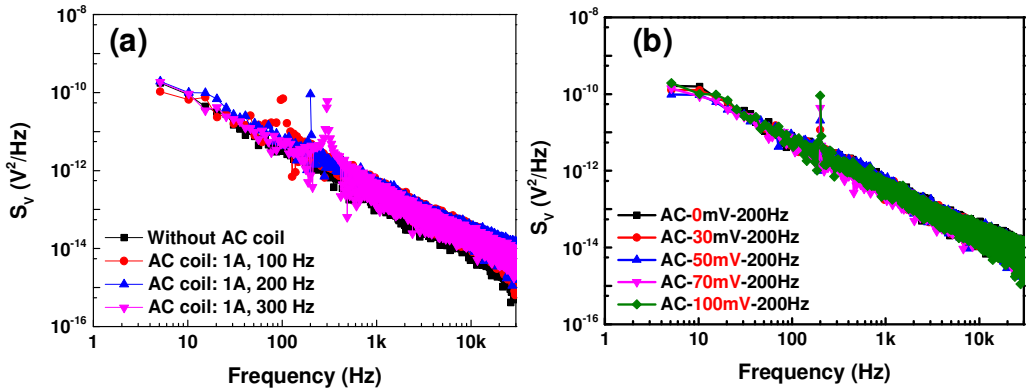 (a)
10^-8
10^-10
10^-12
10^-14
10^-16
S_V (V^2/Hz)
Without AC coil
AC coil: 1A, 100 Hz
AC coil: 1A, 200 Hz
AC coil: 1A, 300 Hz
1 10 100 1k 10k
Frequency (Hz)
(b)
10^-8
10^-10
10^-12
10^-14
10^-16
S_V (V^2/Hz)
AC-0mV-200Hz
AC-30mV-200Hz
AC-50mV-200Hz
AC-70mV-200Hz
AC-100mV-200Hz
1 10 100 1k 10k
Frequency (Hz)